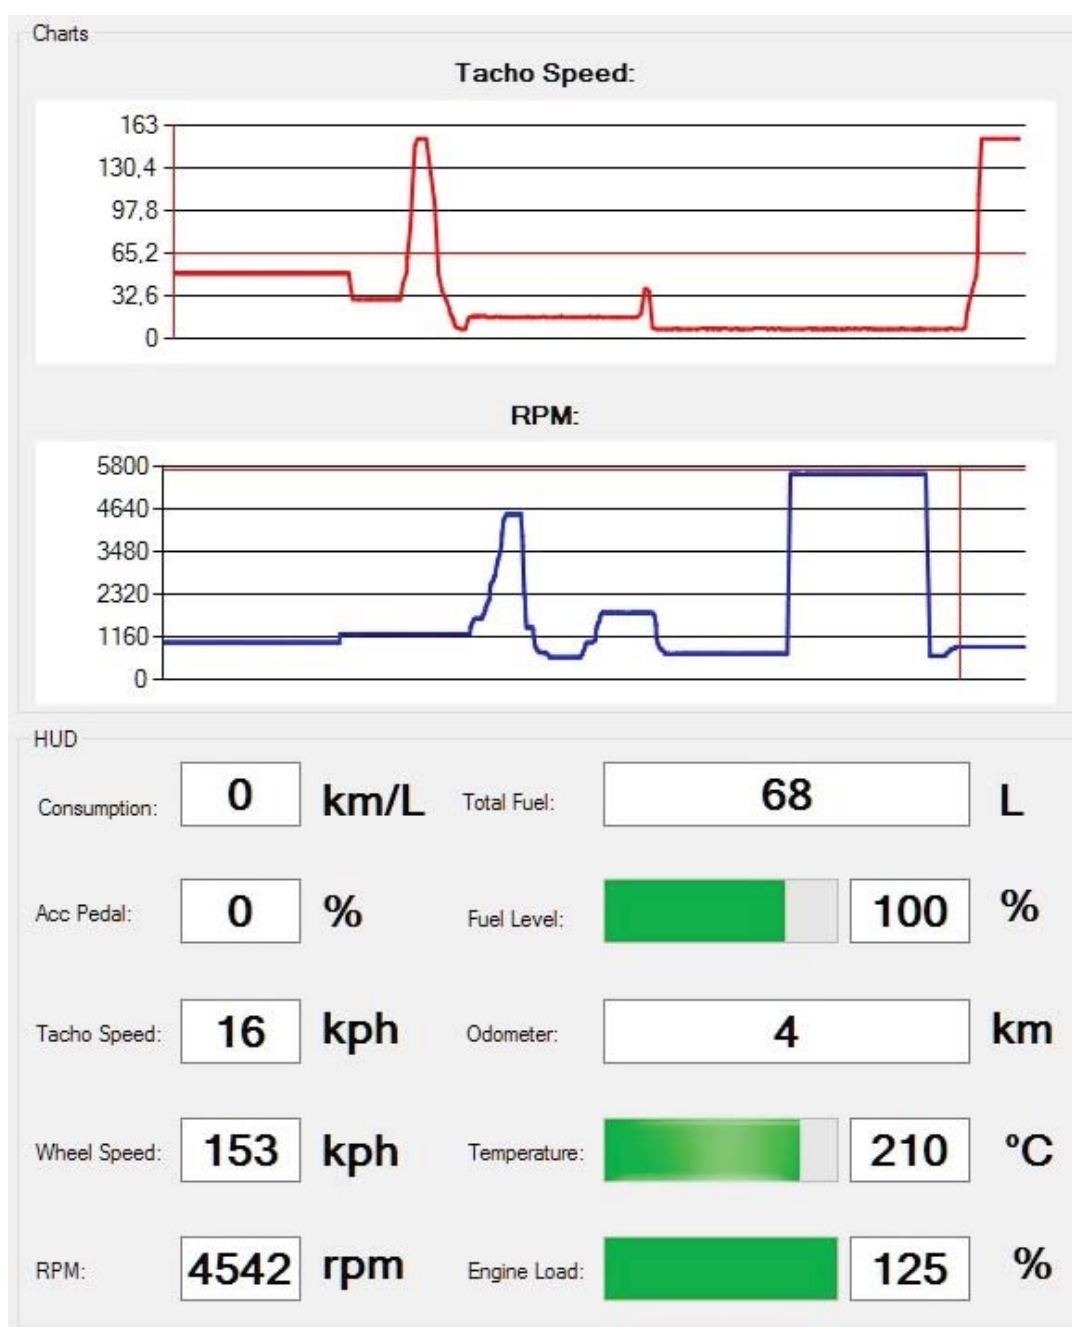 Charts
Tacho Speed:
163
130,4
97,8
65,2
32,6
0
RPM:
5800
4640
3480
2320
1160
0
HUD
Consumption: 0 km/L Total Fuel: 68 L
Acc Pedal: 0 % Fuel Level: 100 %
Tacho Speed: 16 kph Odometer: 4 km
Wheel Speed: 153 kph Temperature: 210 ºC
RPM: 4542 rpm Engine Load: 125 %